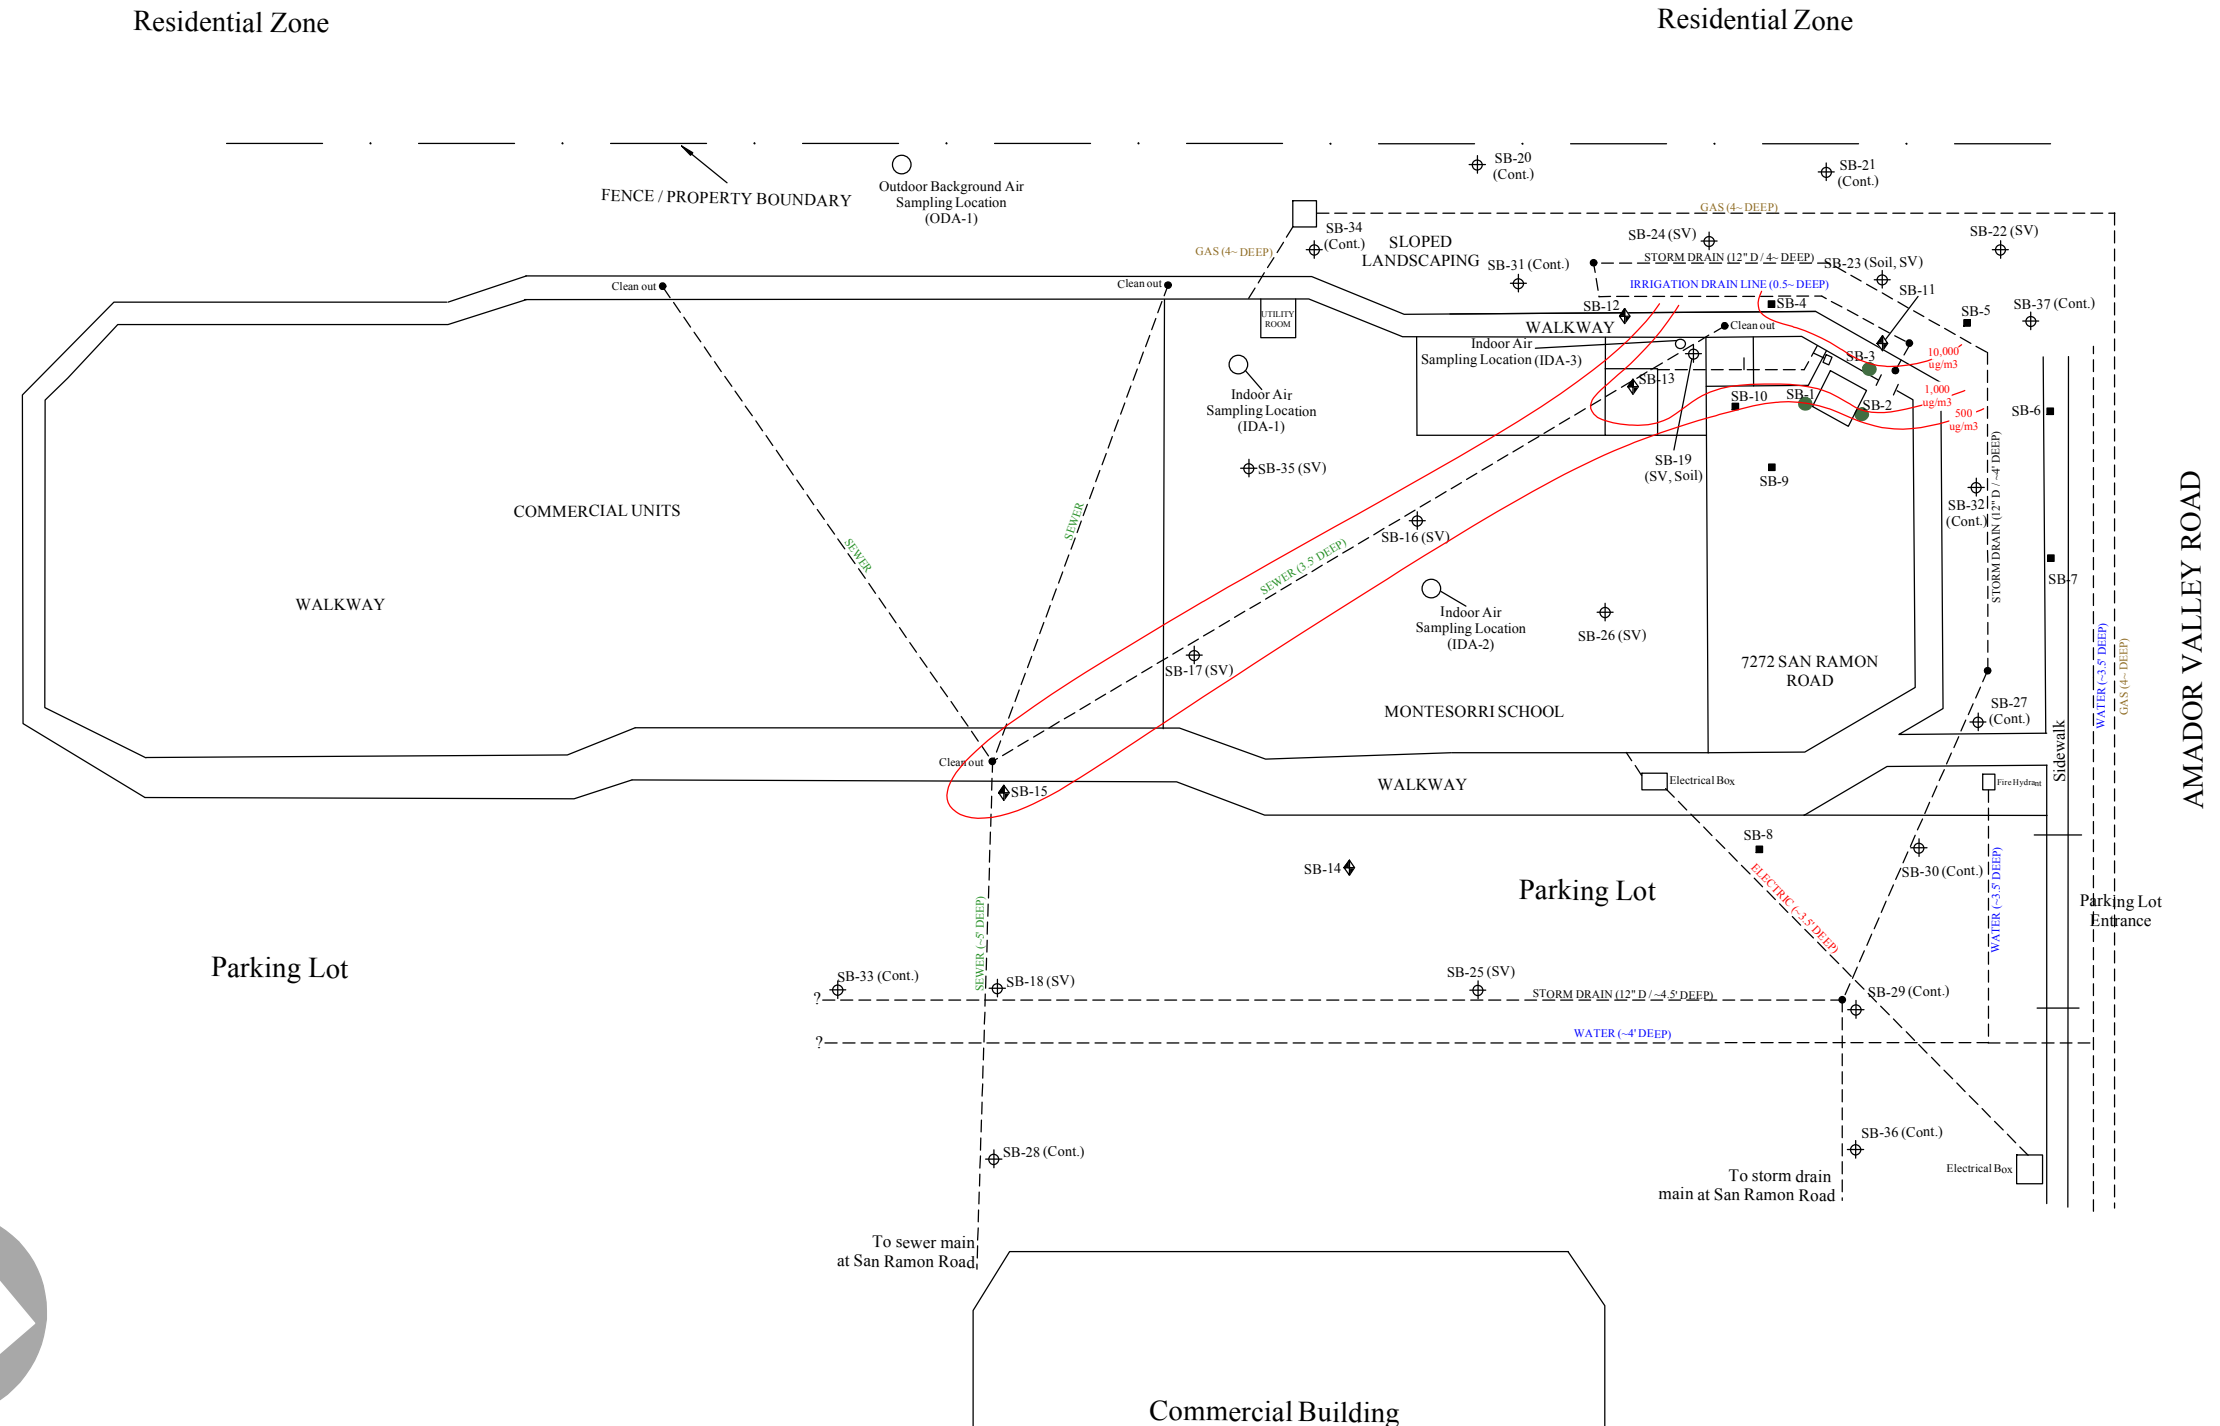 Residential Zone
Residential Zone
FENCE / PROPERTY BOUNDARY
Outdoor Background Air
Sampling Location
(ODA-1)
SB-20
(Cont.)
SB-21
(Cont.)
GAS (4~ DEEP)
GAS (4~ DEEP)
SB-34
(Cont.)
SLOPED
LANDSCAPING
SB-31 (Cont.)
SB-24 (SV)
STORM DRAIN (12" D / 4~ DEEP)
SB-23 (Soil, SV)
SB-22 (SV)
IRRIGATION DRAIN LINE (0.5~ DEEP)
SB-11
SB-4
SB-5
SB-37 (Cont.)
Clean out
Clean out
UTILITY
ROOM
SB-12
WALKWAY
Clean out
Indoor Air
Sampling Location (IDA-3)
SB-3
10,000
ug/m3
SB-13
SB-10
SB-1
SB-2
1,000
ug/m3
500
ug/m3
SB-6
Indoor Air
Sampling Location
(IDA-1)
SB-35 (SV)
SB-19
(SV, Soil)
SB-9
SB-32
(Cont.)
STORM DRAIN (12" D / ~4' DEEP)
COMMERCIAL UNITS
SEWER
SEWER
SB-16 (SV)
SEWER (3.5' DEEP)
SB-7
AMADOR VALLEY ROAD
WALKWAY
Indoor Air
Sampling Location
(IDA-2)
SB-26 (SV)
SB-17 (SV)
7272 SAN RAMON
ROAD
WATER (~3.5' DEEP)
GAS (4~ DEEP)
MONTESORRI SCHOOL
SB-27
(Cont.)
Sidewalk
Clean out
SB-15
WALKWAY
Electrical Box
Fire Hydrant
SB-8
SB-14
SB-30 (Cont.)
ELECTRIC (~3.5' DEEP)
WATER (~3.5' DEEP)
Parking Lot
Parking Lot
Entrance
SEWER (~5' DEEP)
Parking Lot
SB-33 (Cont.)
SB-18 (SV)
SB-25 (SV)
?
STORM DRAIN (12" D / ~4.5' DEEP)
SB-29 (Cont.)
?
WATER (~4' DEEP)
SB-28 (Cont.)
SB-36 (Cont.)
Electrical Box
To storm drain
main at San Ramon Road
To sewer main
at San Ramon Road
Commercial Building